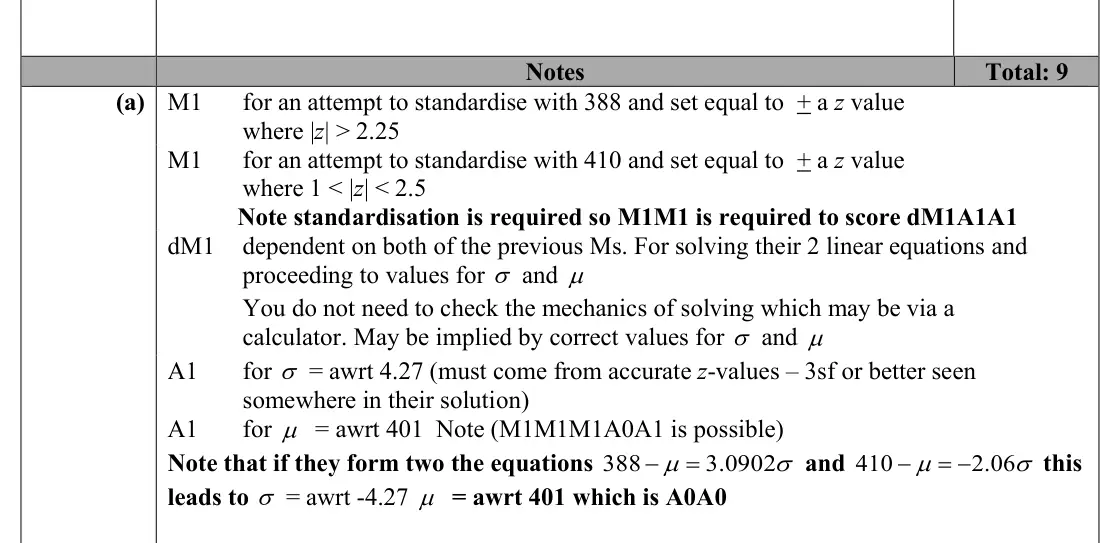 Notes Total: 9
(a) M1 for an attempt to standardise with 388 and set equal to ± a z value
where |z| > 2.25
M1 for an attempt to standardise with 410 and set equal to ± a z value
where 1 < |z| < 2.5
Note standardisation is required so M1M1 is required to score dM1A1A1
dM1 dependent on both of the previous Ms. For solving their 2 linear equations and
proceeding to values for σ and μ
You do not need to check the mechanics of solving which may be via a
calculator. May be implied by correct values for σ and μ
A1 for σ = awrt 4.27 (must come from accurate z-values – 3sf or better seen
somewhere in their solution)
A1 for μ = awrt 401 Note (M1M1M1A0A1 is possible)
Note that if they form two the equations 388 − μ = 3.0902σ and 410 − μ = −2.06σ this
leads to σ = awrt -4.27 μ = awrt 401 which is A0A0